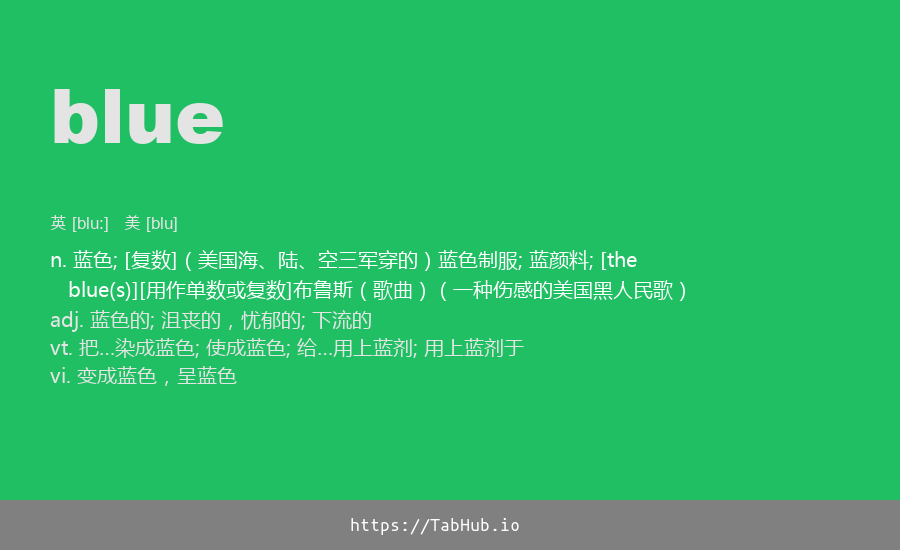 blue
英 [blu:] 美 [blu]
n. 蓝色; [复数]（美国海、陆、空三军穿的）蓝色制服; 蓝颜料; [the
blue(s)][用作单数或复数]布鲁斯（歌曲）（一种伤感的美国黑人民歌）
adj. 蓝色的; 沮丧的，忧郁的; 下流的
vt. 把…染成蓝色; 使成蓝色; 给…用上蓝剂; 用上蓝剂于
vi. 变成蓝色，呈蓝色
https://TabHub.io